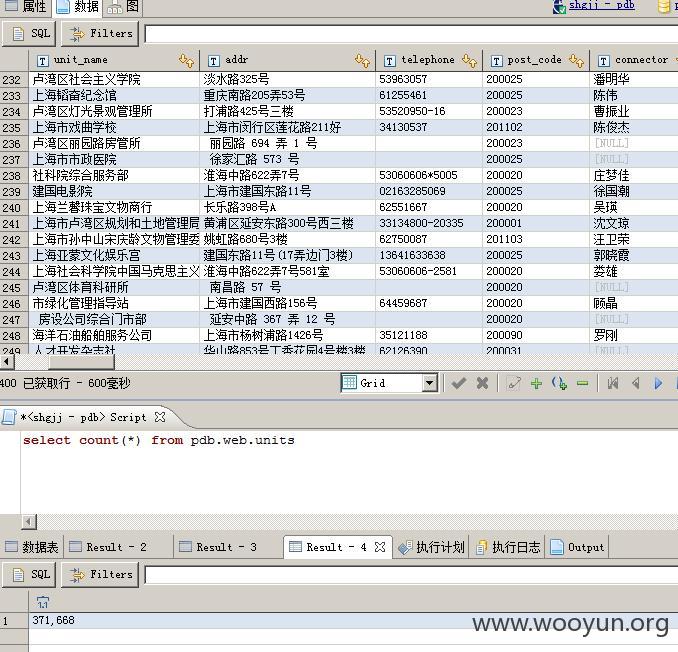 属性 数据 图 shgjj - pdb
SQL Filters
unit_name addr telephone post_code connector
232 卢湾区社会主义学院 淡水路325号 53963057 200025 潘明华
233 上海韬奋纪念馆 重庆南路205弄53号 61255461 200025 陈伟
234 卢湾区灯光景观管理所 打浦路425号三楼 53520950-16 200023 曹振业
235 上海市戏曲学校 上海市闵行区莲花路211好 34130537 201102 陈俊杰
236 卢湾区丽园路房管所 丽园路 694 弄 1 号 200023 [NULL]
237 上海市市政医院 徐家汇路 573 号 200025 [NULL]
238 社科院综合服务部 淮海中路622弄7号 53060606*5005 200020 庄梦佳
239 建国电影院 上海市建国东路11号 02163285069 200025 徐国潮
240 上海兰馨珠宝文物商行 长乐路398号A 62551667 200020 吴瑛
241 上海市卢湾区规划和土地管理局 黄浦区延安东路300号西三楼 33134800-20335 200001 沈文琼
242 上海市孙中山宋庆龄文物管理委 姚虹路680号3楼 62750087 201103 汪卫荣
243 上海亚蒙文化娱乐宫 建国东路11号(17弄边门3楼) 13641633638 200025 郭晓霞
244 上海社会科学院中国马克思主义 淮海中路622弄7号581室 53060606-2581 200020 娄雄
245 卢湾区体育科研所 南昌路 57 号 200020 [NULL]
246 市绿化管理指导站 上海市建国西路156号 64459687 200020 顾晶
247 房设公司综合门市部 延安中路 367 弄 12 号 200020 [NULL]
248 海洋石油船舶服务公司 上海市杨树浦路1426号 35121188 200090 罗刚
249 人才开发杂志社 华山路853号丁香花园4号楼3楼 62126390 200031 [NULL]
400 已获取行 - 600毫秒 Grid
*<shgjj - pdb> Script
select count(*) from pdb.web.units
数据表 Result - 2 Result - 3 Result - 4 执行计划 执行日志 Output
SQL Filters
1 371,668
www.wooyun.org